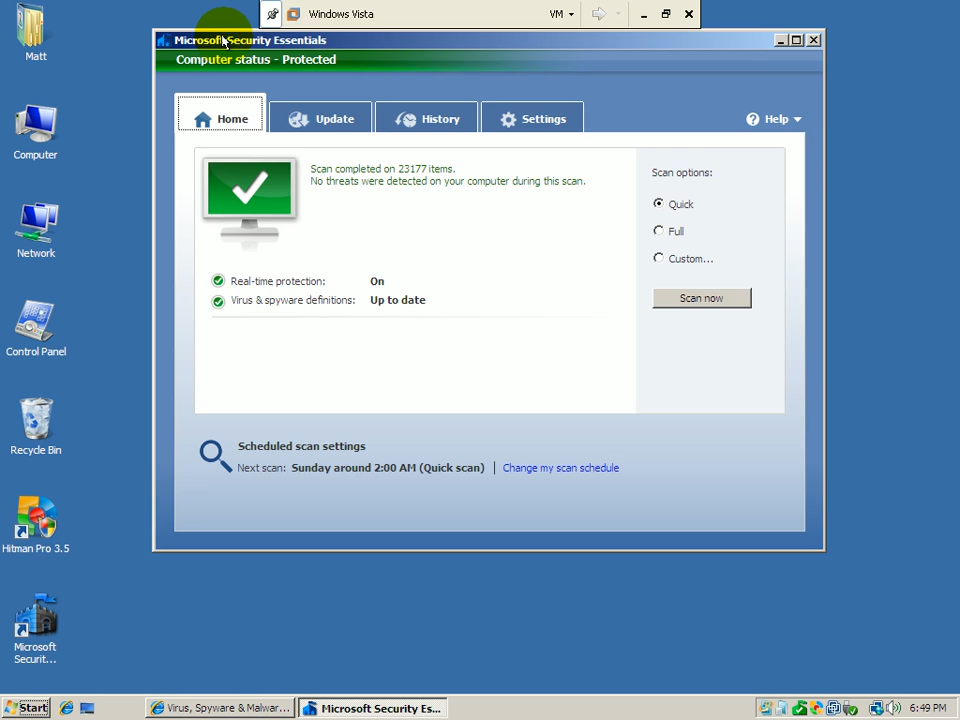 Windows Vista
VM
Matt
Computer
Network
Control Panel
Recycle Bin
Hitman Pro 3.5
Microsoft
Securit...
Microsoft Security Essentials
Computer status - Protected
Home
Update
History
Settings
Help
Scan completed on 23177 items.
No threats were detected on your computer during this scan.
Real-time protection: On
Virus & spyware definitions: Up to date
Scan options:
Quick
Full
Custom...
Scan now
Scheduled scan settings
Next scan: Sunday around 2:00 AM (Quick scan) | Change my scan schedule
Start
Virus, Spyware & Malwar...
Microsoft Security Es...
6:49 PM